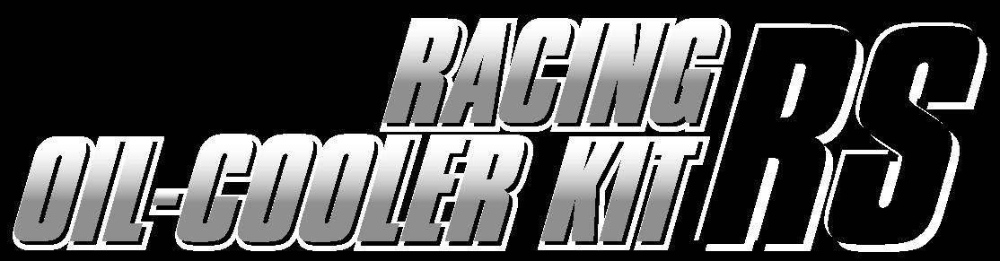 RACING
OIL-COOLER KIT RS